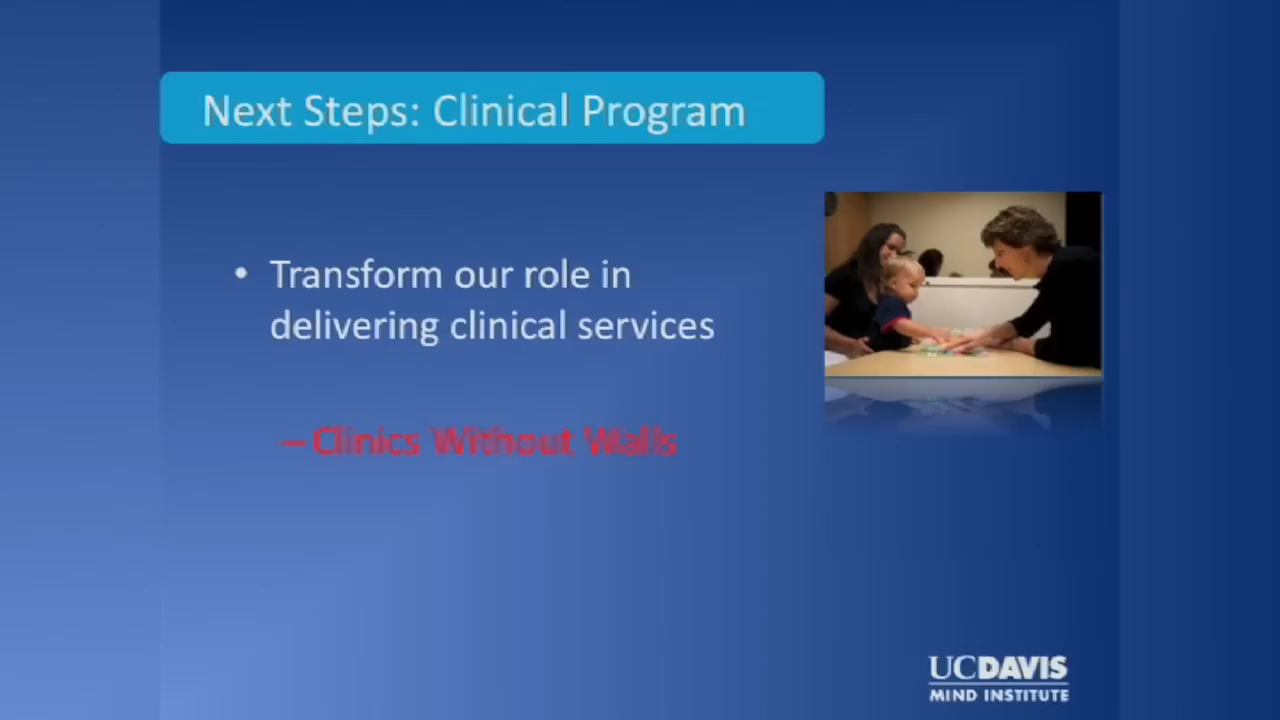 Next Steps: Clinical Program
• Transform our role in
delivering clinical services
– Clinics Without Walls
UCDAVIS
MIND INSTITUTE